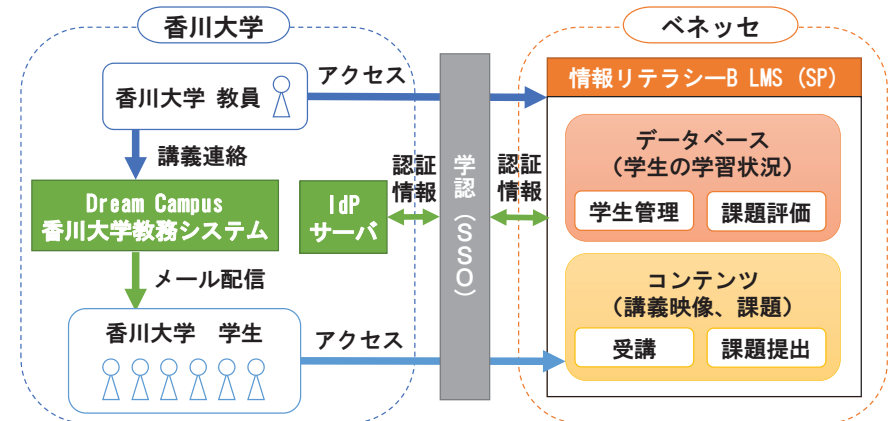 香川大学
ベネッセ
香川大学 教員
アクセス
情報リテラシーB LMS (SP)
講義連絡
Dream Campus
香川大学教務システム
IdP
サーバ
認証
情報
学認(SSO)
認証
情報
データベース
(学生の学習状況)
学生管理
課題評価
メール配信
香川大学 学生
アクセス
コンテンツ
(講義映像、課題)
受講
課題提出